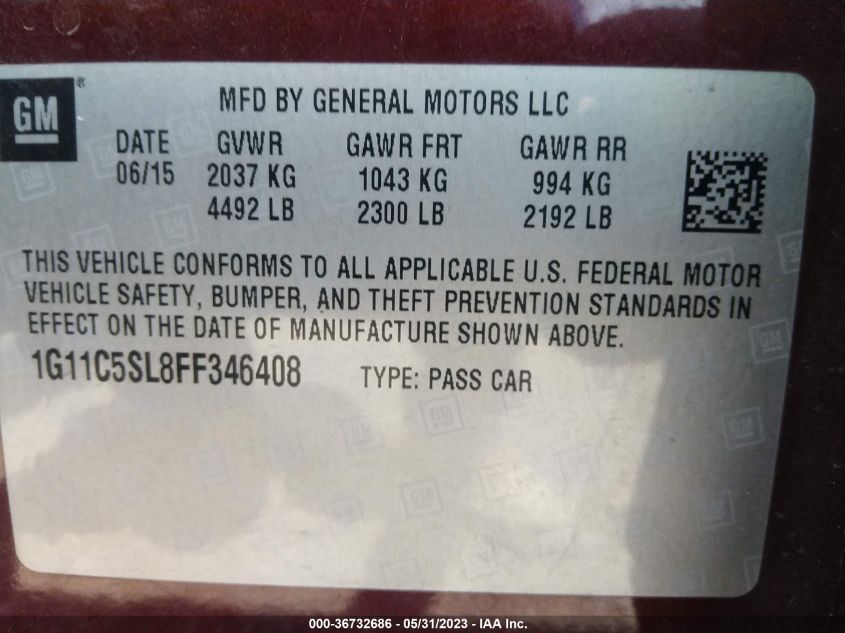 GM
MFD BY GENERAL MOTORS LLC
DATE GVWR GAWR FRT GAWR RR
06/15 2037 KG 1043 KG 994 KG
4492 LB 2300 LB 2192 LB
THIS VEHICLE CONFORMS TO ALL APPLICABLE U.S. FEDERAL MOTOR
VEHICLE SAFETY, BUMPER, AND THEFT PREVENTION STANDARDS IN
EFFECT ON THE DATE OF MANUFACTURE SHOWN ABOVE.
1G11C5SL8FF346408 TYPE: PASS CAR
000-36732686 - 05/31/2023 - IAA Inc.